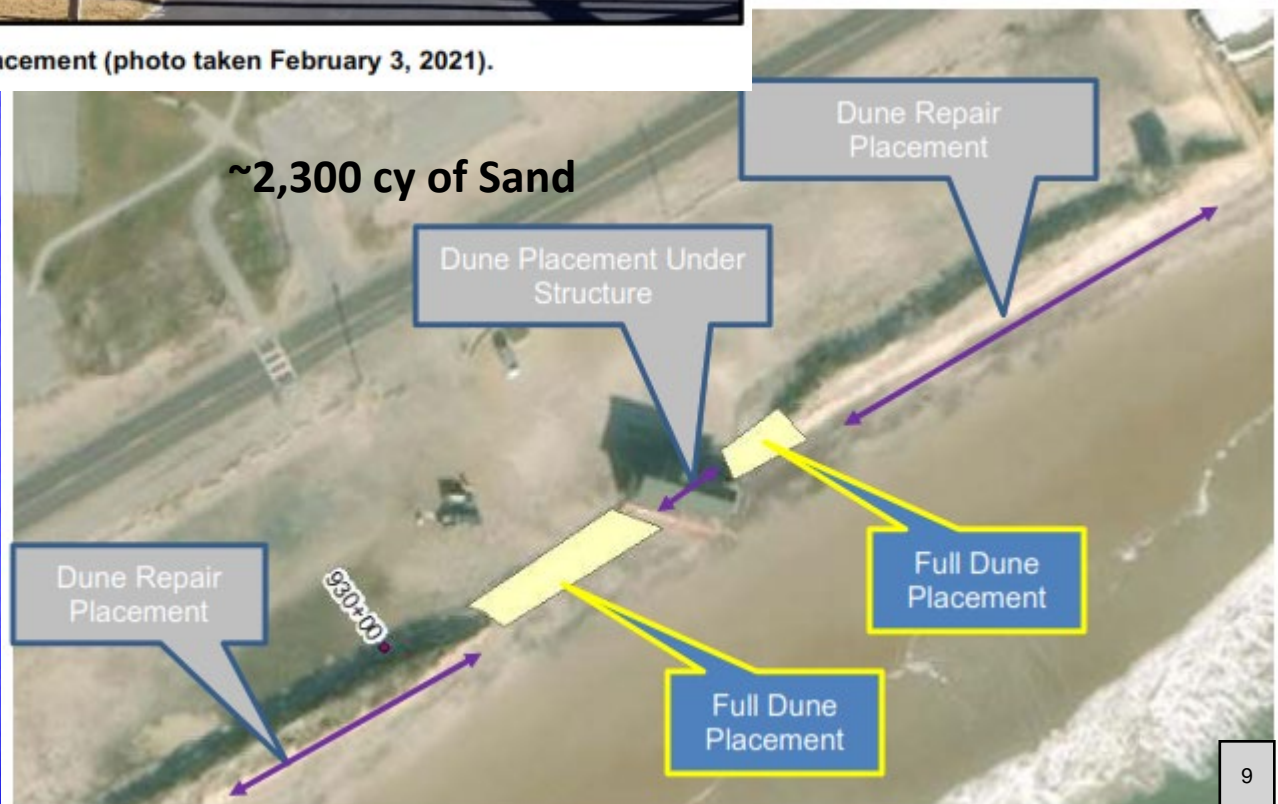 acement (photo taken February 3, 2021).
~2,300 cy of Sand
Dune Repair
Placement
Dune Placement Under
Structure
Dune Repair
Placement
930+00
Full Dune
Placement
Full Dune
Placement
9